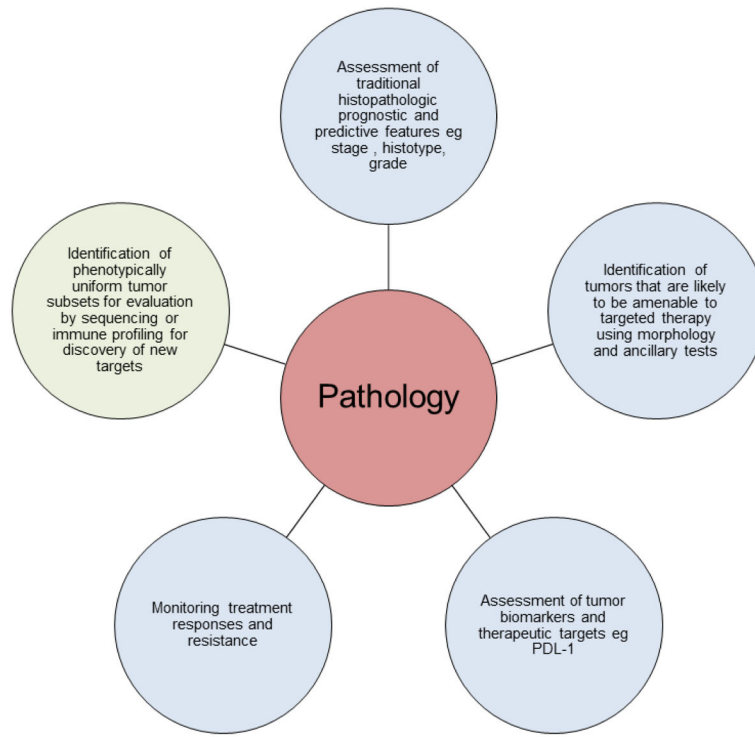 Assessment of
traditional
histopathologic
prognostic and
predictive features eg
stage , histotype,
grade
Identification of
phenotypically
uniform tumor
subsets for evaluation
by sequencing or
immune profiling for
discovery of new
targets
Identification of
tumors that are likely
to be amenable to
targeted therapy
using morphology
and ancillary tests
Pathology
Monitoring treatment
responses and
resistance
Assessment of tumor
biomarkers and
therapeutic targets eg
PDL-1